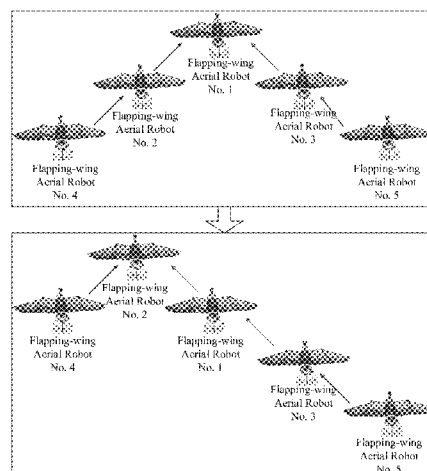 Flapping-wing
Aerial Robot
No. 1
Flapping-wing
Aerial Robot
No. 2
Flapping-wing
Aerial Robot
No. 3
Flapping-wing
Aerial Robot
No. 4
Flapping-wing
Aerial Robot
No. 5
Flapping-wing
Aerial Robot
No. 2
Flapping-wing
Aerial Robot
No. 4
Flapping-wing
Aerial Robot
No. 1
Flapping-wing
Aerial Robot
No. 3
Flapping-wing
Aerial Robot
No. 5